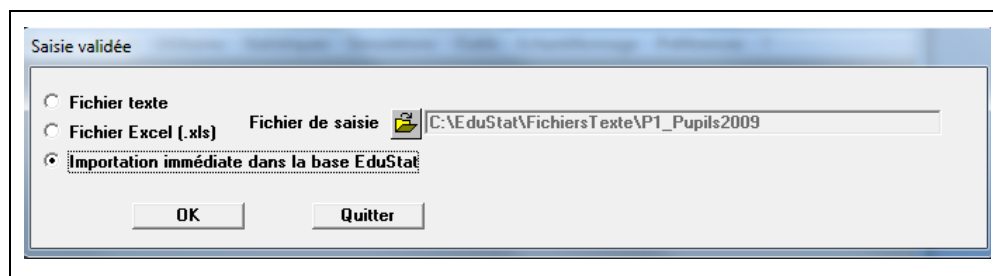 Saisie validée
Fichier texte
Fichier Excel (.xls)
Fichier de saisie C:\EduStat\FichiersTexte\P1_Pupils2009
Importation immédiate dans la base EduStat
OK Quitter